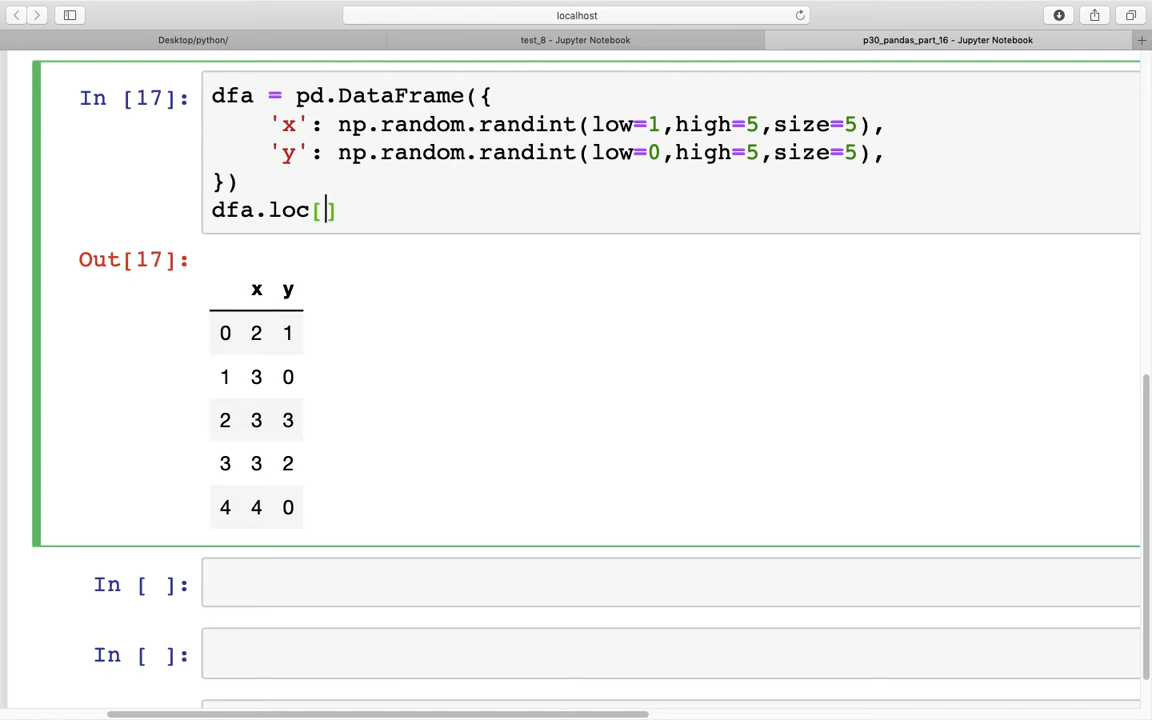 localhost
Desktop/python/ test_8 - Jupyter Notebook p30_pandas_part_16 - Jupyter Notebook
In [17]: dfa = pd.DataFrame({
'x': np.random.randint(low=1,high=5,size=5),
'y': np.random.randint(low=0,high=5,size=5),
})
dfa.loc[]
Out[17]:
x y
0 2 1
1 3 0
2 3 3
3 3 2
4 4 0
In [ ]:
In [ ]: